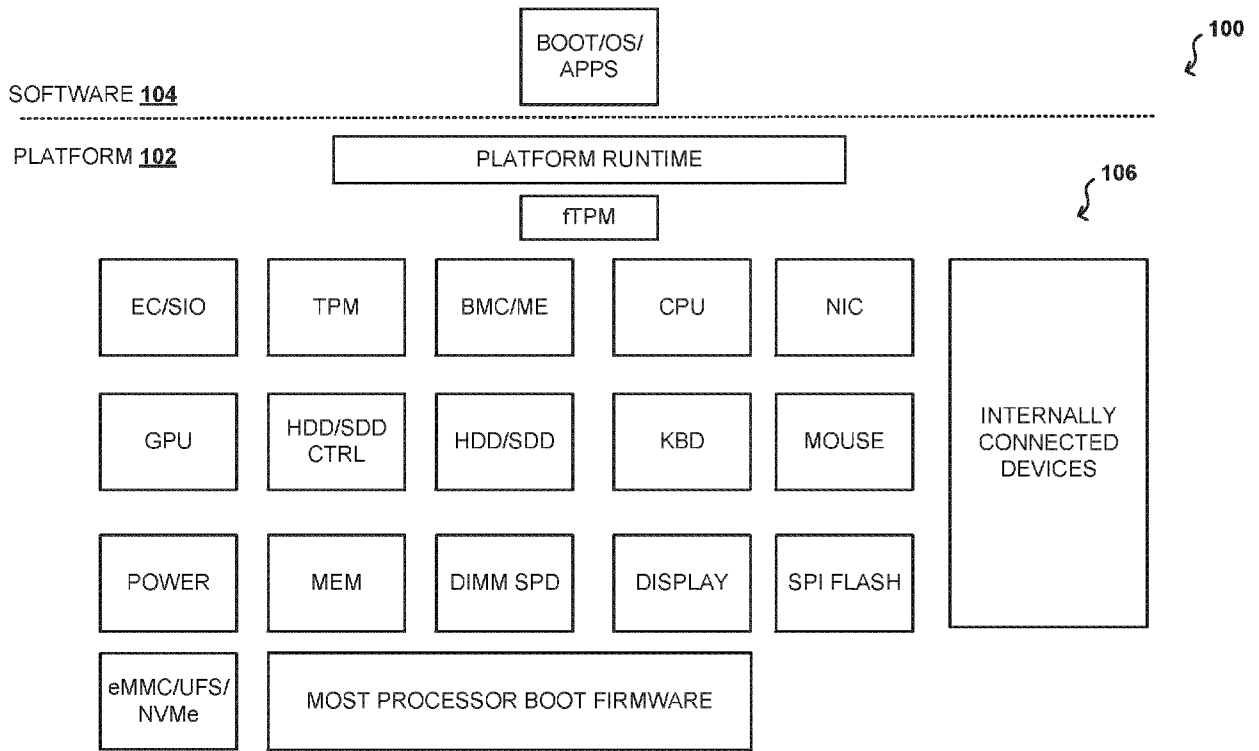 100
BOOT/OS/
APPS
SOFTWARE 104
PLATFORM 102
PLATFORM RUNTIME
106
fTPM
EC/SIO
TPM
BMC/ME
CPU
NIC
GPU
HDD/SDD
CTRL
HDD/SDD
KBD
MOUSE
INTERNALLY
CONNECTED
DEVICES
POWER
MEM
DIMM SPD
DISPLAY
SPI FLASH
eMMC/UFS/
NVMe
MOST PROCESSOR BOOT FIRMWARE